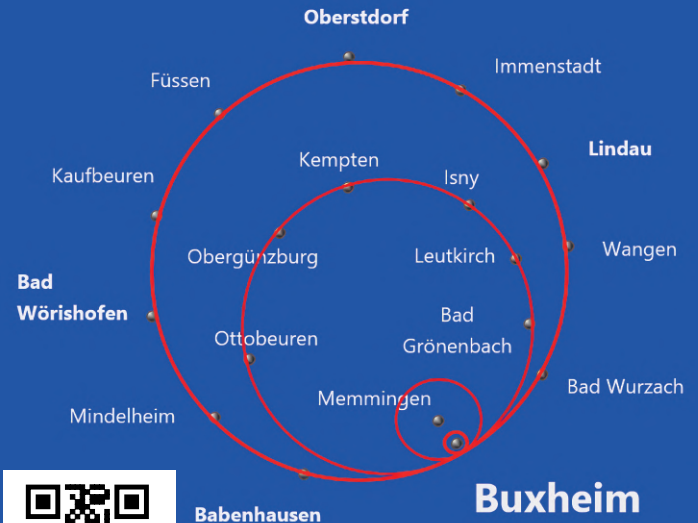 Oberstdorf
Immenstadt
Füssen
Lindau
Kempten
Isny
Kaufbeuren
Wangen
Obergünzburg
Leutkirch
Bad
Wörishofen
Bad
Grönenbach
Ottobeuren
Bad Wurzach
Memmingen
Mindelheim
Buxheim
Babenhausen